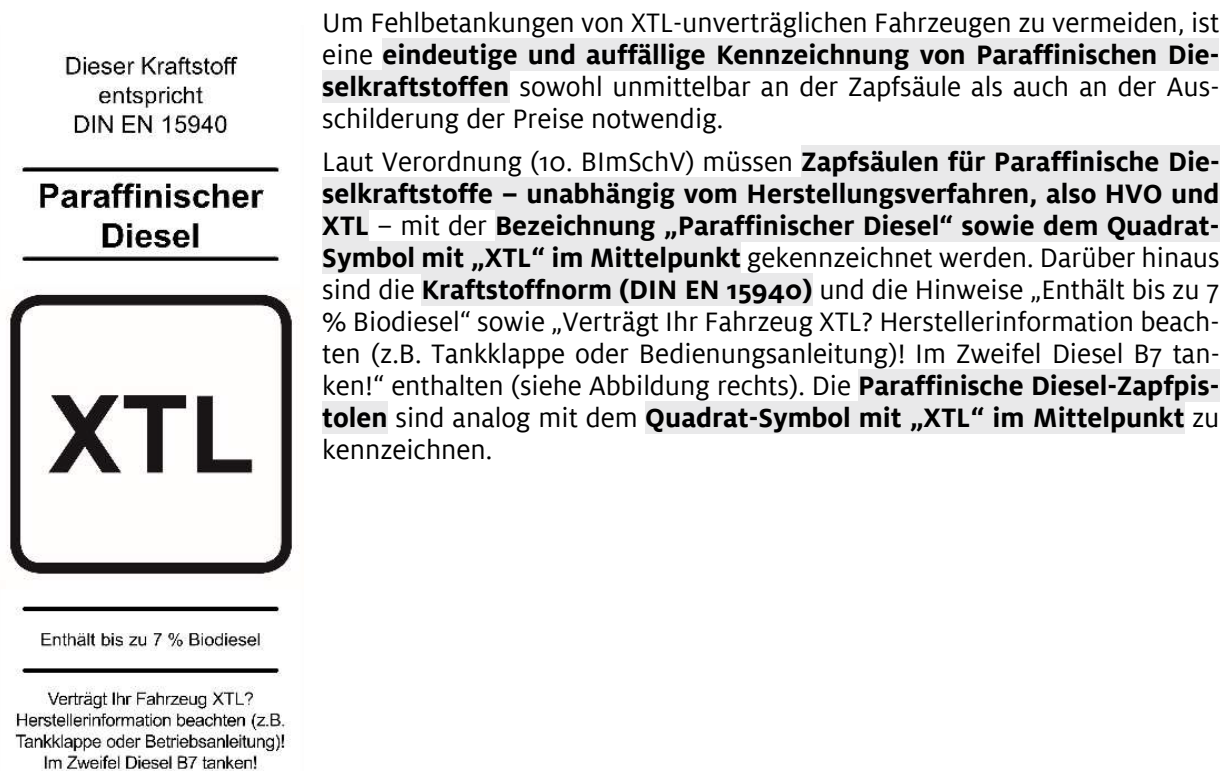 Dieser Kraftstoff
entspricht
DIN EN 15940
Paraffinischer
Diesel
XTL
Enthält bis zu 7 % Biodiesel
Verträgt Ihr Fahrzeug XTL?
Herstellerinformation beachten (z.B.
Tankklappe oder Betriebsanleitung)!
Im Zweifel Diesel B7 tanken!
Um Fehlbetankungen von XTL-unverträglichen Fahrzeugen zu vermeiden, ist
eine eindeutige und auffällige Kennzeichnung von Paraffinischen Die-
selkraftstoffen sowohl unmittelbar an der Zapfsäule als auch an der Aus-
schilderung der Preise notwendig.
Laut Verordnung (10. BImSchV) müssen Zapfsäulen für Paraffinische Die-
selkraftstoffe – unabhängig vom Herstellungsverfahren, also HVO und
XTL – mit der Bezeichnung „Paraffinischer Diesel“ sowie dem Quadrat-
Symbol mit „XTL“ im Mittelpunkt gekennzeichnet werden. Darüber hinaus
sind die Kraftstoffnorm (DIN EN 15940) und die Hinweise „Enthält bis zu 7
% Biodiesel“ sowie „Verträgt Ihr Fahrzeug XTL? Herstellerinformation beach-
ten (z.B. Tankklappe oder Bedienungsanleitung)! Im Zweifel Diesel B7 tan-
ken!“ enthalten (siehe Abbildung rechts). Die Paraffinische Diesel-Zapfpis-
tolen sind analog mit dem Quadrat-Symbol mit „XTL“ im Mittelpunkt zu
kennzeichnen.